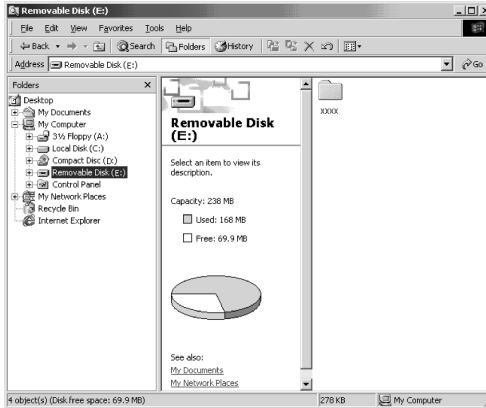 Removable Disk (E:)
File Edit View Favorites Tools Help
Back Search Folders History
Address Removable Disk (E:) Go
Folders
Desktop
My Documents
My Computer
3½ Floppy (A:)
Local Disk (C:)
Compact Disc (D:)
Removable Disk (E:)
Control Panel
My Network Places
Recycle Bin
Internet Explorer
Removable Disk
(E:)
Select an item to view its
description.
Capacity: 238 MB
Used: 168 MB
Free: 69.9 MB
See also:
My Documents
My Network Places
xxxx
4 object(s) (Disk free space: 69.9 MB) 278 KB My Computer